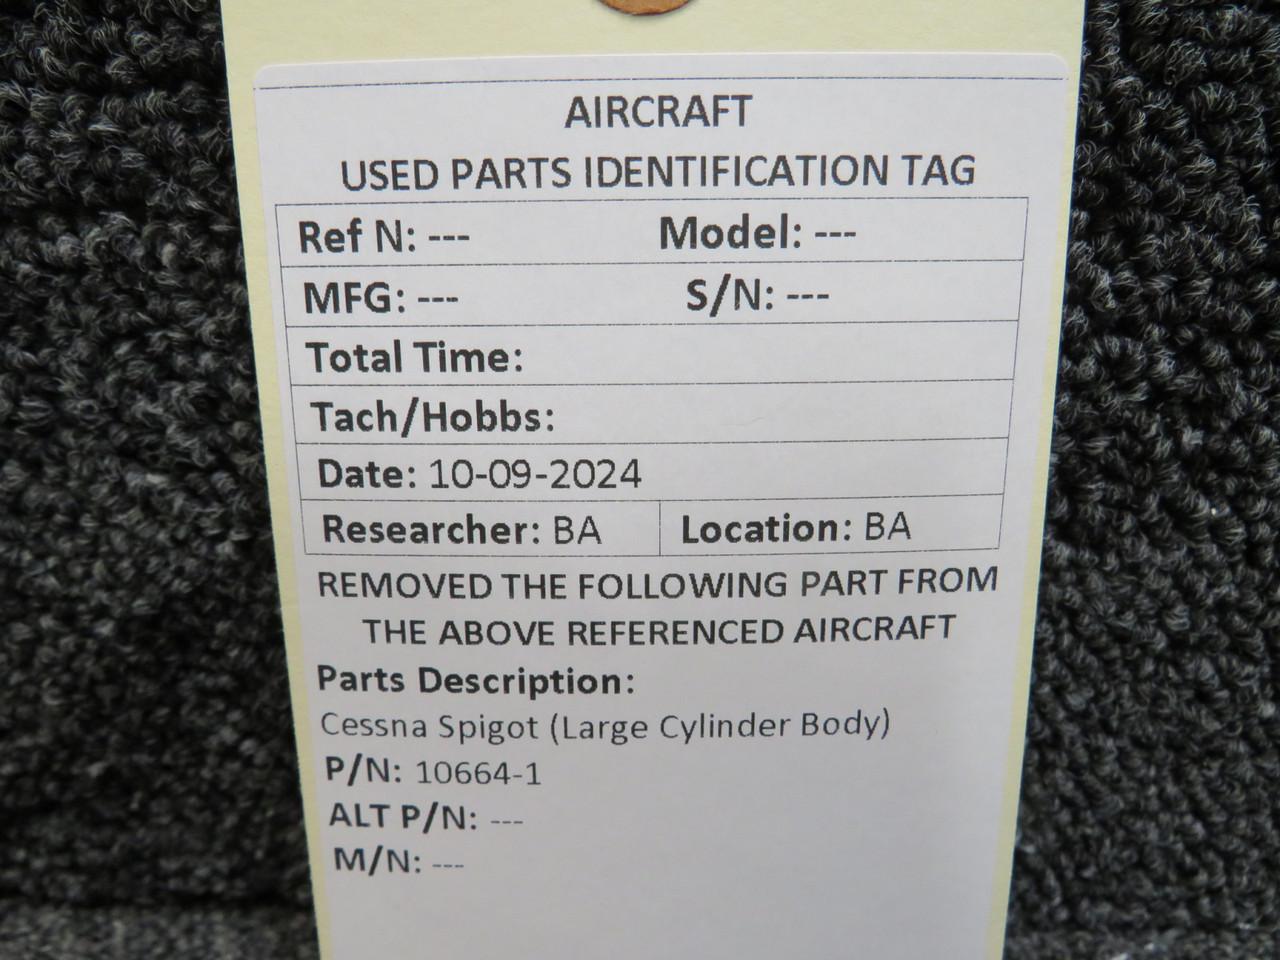 AIRCRAFT
USED PARTS IDENTIFICATION TAG
Ref N: --- Model: ---
MFG: --- S/N: ---
Total Time:
Tach/Hobbs:
Date: 10-09-2024
Researcher: BA Location: BA
REMOVED THE FOLLOWING PART FROM
THE ABOVE REFERENCED AIRCRAFT
Parts Description:
Cessna Spigot (Large Cylinder Body)
P/N: 10664-1
ALT P/N: ---
M/N: ---